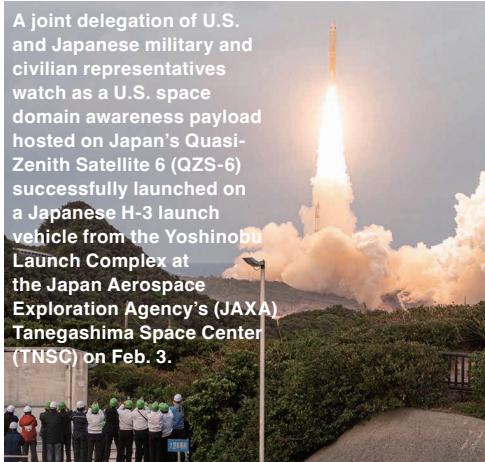 A joint delegation of U.S.
and Japanese military and
civilian representatives
watch as a U.S. space
domain awareness payload
hosted on Japan's Quasi-
Zenith Satellite 6 (QZS-6)
successfully launched on
a Japanese H-3 launch
vehicle from the Yoshinobu
Launch Complex at
the Japan Aerospace
Exploration Agency's (JAXA)
Tanegashima Space Center
(TNSC) on Feb. 3.